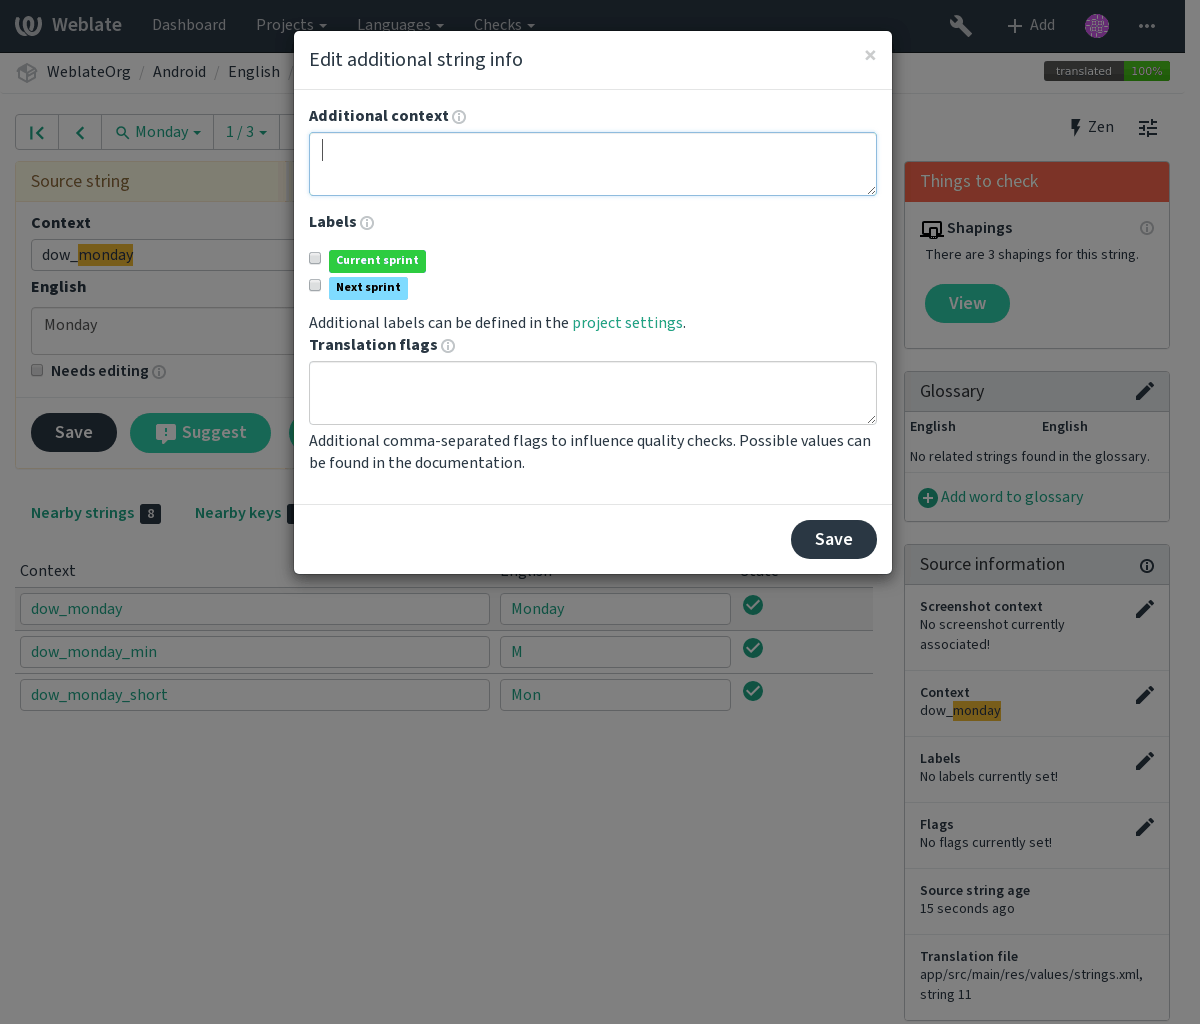 Weblate Dashboard Projects Languages Checks Add
WeblateOrg / Android / English /
translated 100%
Monday 1 / 3
Zen
Edit additional string info
×
Additional context
Labels
Current sprint
Next sprint
Additional labels can be defined in the project settings.
Translation flags
Additional comma-separated flags to influence quality checks. Possible values can
be found in the documentation.
Save
Source string
Context
dow_monday
English
Monday
Needs editing
Save Suggest
Nearby strings 8 Nearby keys
Context English State
dow_monday Monday
dow_monday_min M
dow_monday_short Mon
Things to check
Shapings
There are 3 shapings for this string.
View
Glossary
English English
No related strings found in the glossary.
Add word to glossary
Source information
Screenshot context
No screenshot currently
associated!
Context
dow_monday
Labels
No labels currently set!
Flags
No flags currently set!
Source string age
15 seconds ago
Translation file
app/src/main/res/values/strings.xml,
string 11